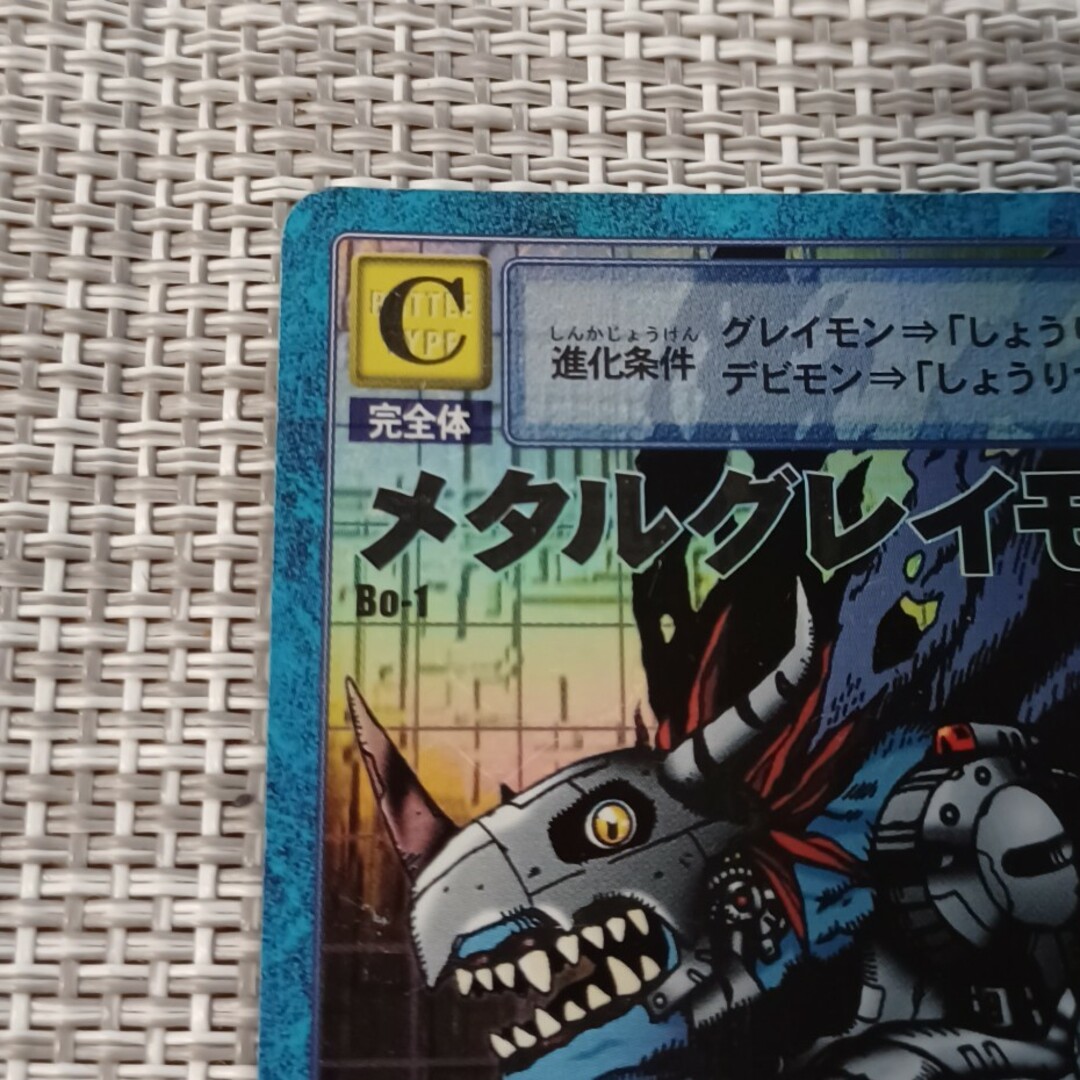 C
BATTLE
TYPE
しんかじょうけん
進化条件
グレイモン⇒「しょうり
デビモン⇒「しょうり
完全体
メタルグレイモ
Bo-1